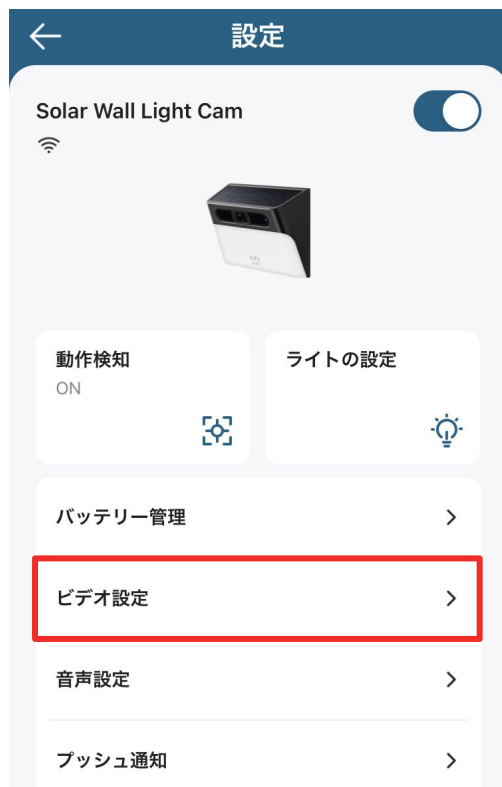 設定
Solar Wall Light Cam
eufy
動作検知
ON
ライトの設定
バッテリー管理
ビデオ設定
音声設定
プッシュ通知